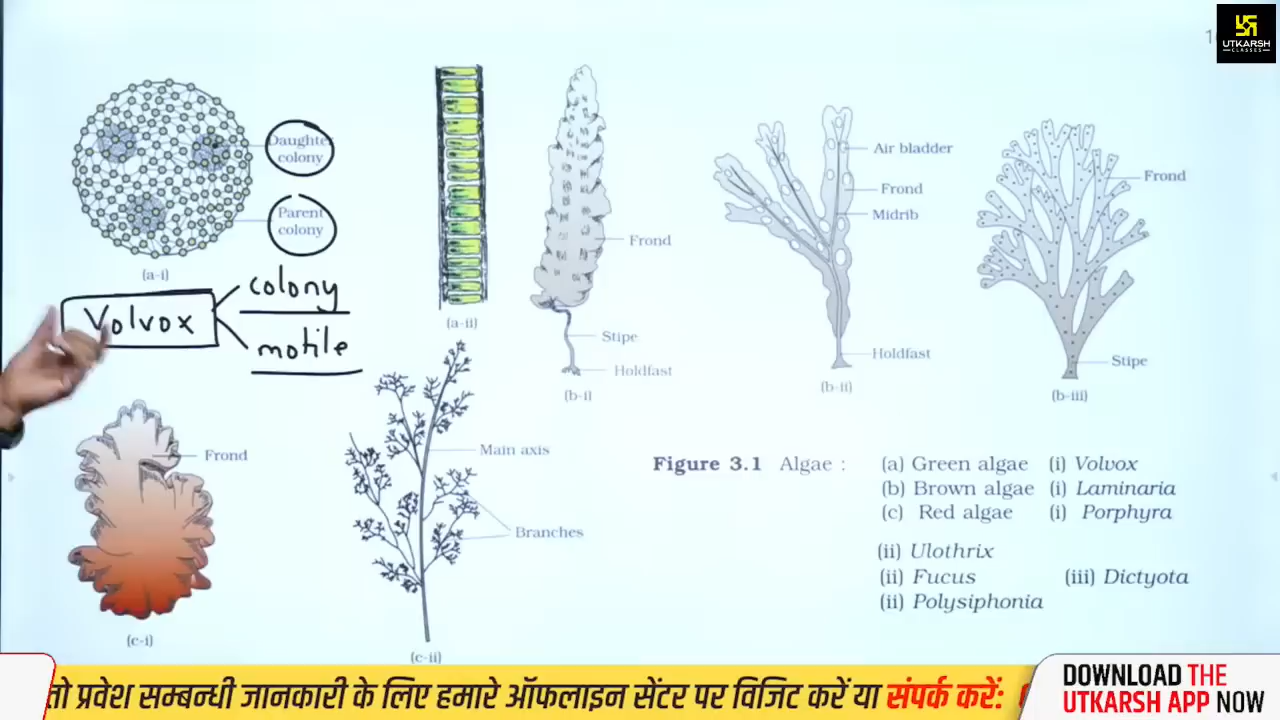 UTKARSH
CLASSES
Daughter
colony
Parent
colony
(a-i)
Volvox
colony
motile
(a-ii)
Frond
Stipe
Holdfast
(b-i)
Air bladder
Frond
Midrib
Holdfast
(b-ii)
Frond
Stipe
(b-iii)
Frond
(c-i)
Main axis
Branches
(c-ii)
Figure 3.1 Algae : (a) Green algae (i) Volvox
(b) Brown algae (i) Laminaria
(c) Red algae (i) Porphyra
(ii) Ulothrix
(ii) Fucus (iii) Dictyota
(ii) Polysiphonia
तो प्रवेश सम्बन्धी जानकारी के लिए हमारे ऑफलाइन सेंटर पर विजिट करें या संपर्क करें:
DOWNLOAD THE
UTKARSH APP NOW